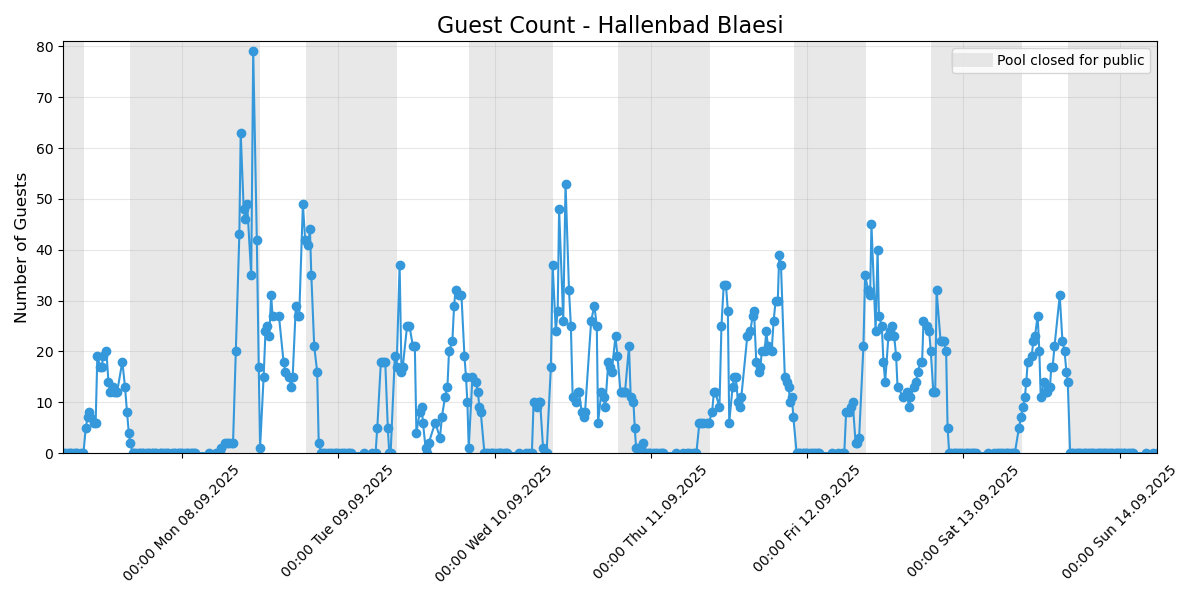 Guest Count - Hallenbad Blaesi
Pool closed for public
Number of Guests
80
70
60
50
40
30
20
10
0
00:00 Mon 08.09.2025
00:00 Tue 09.09.2025
00:00 Wed 10.09.2025
00:00 Thu 11.09.2025
00:00 Fri 12.09.2025
00:00 Sat 13.09.2025
00:00 Sun 14.09.2025